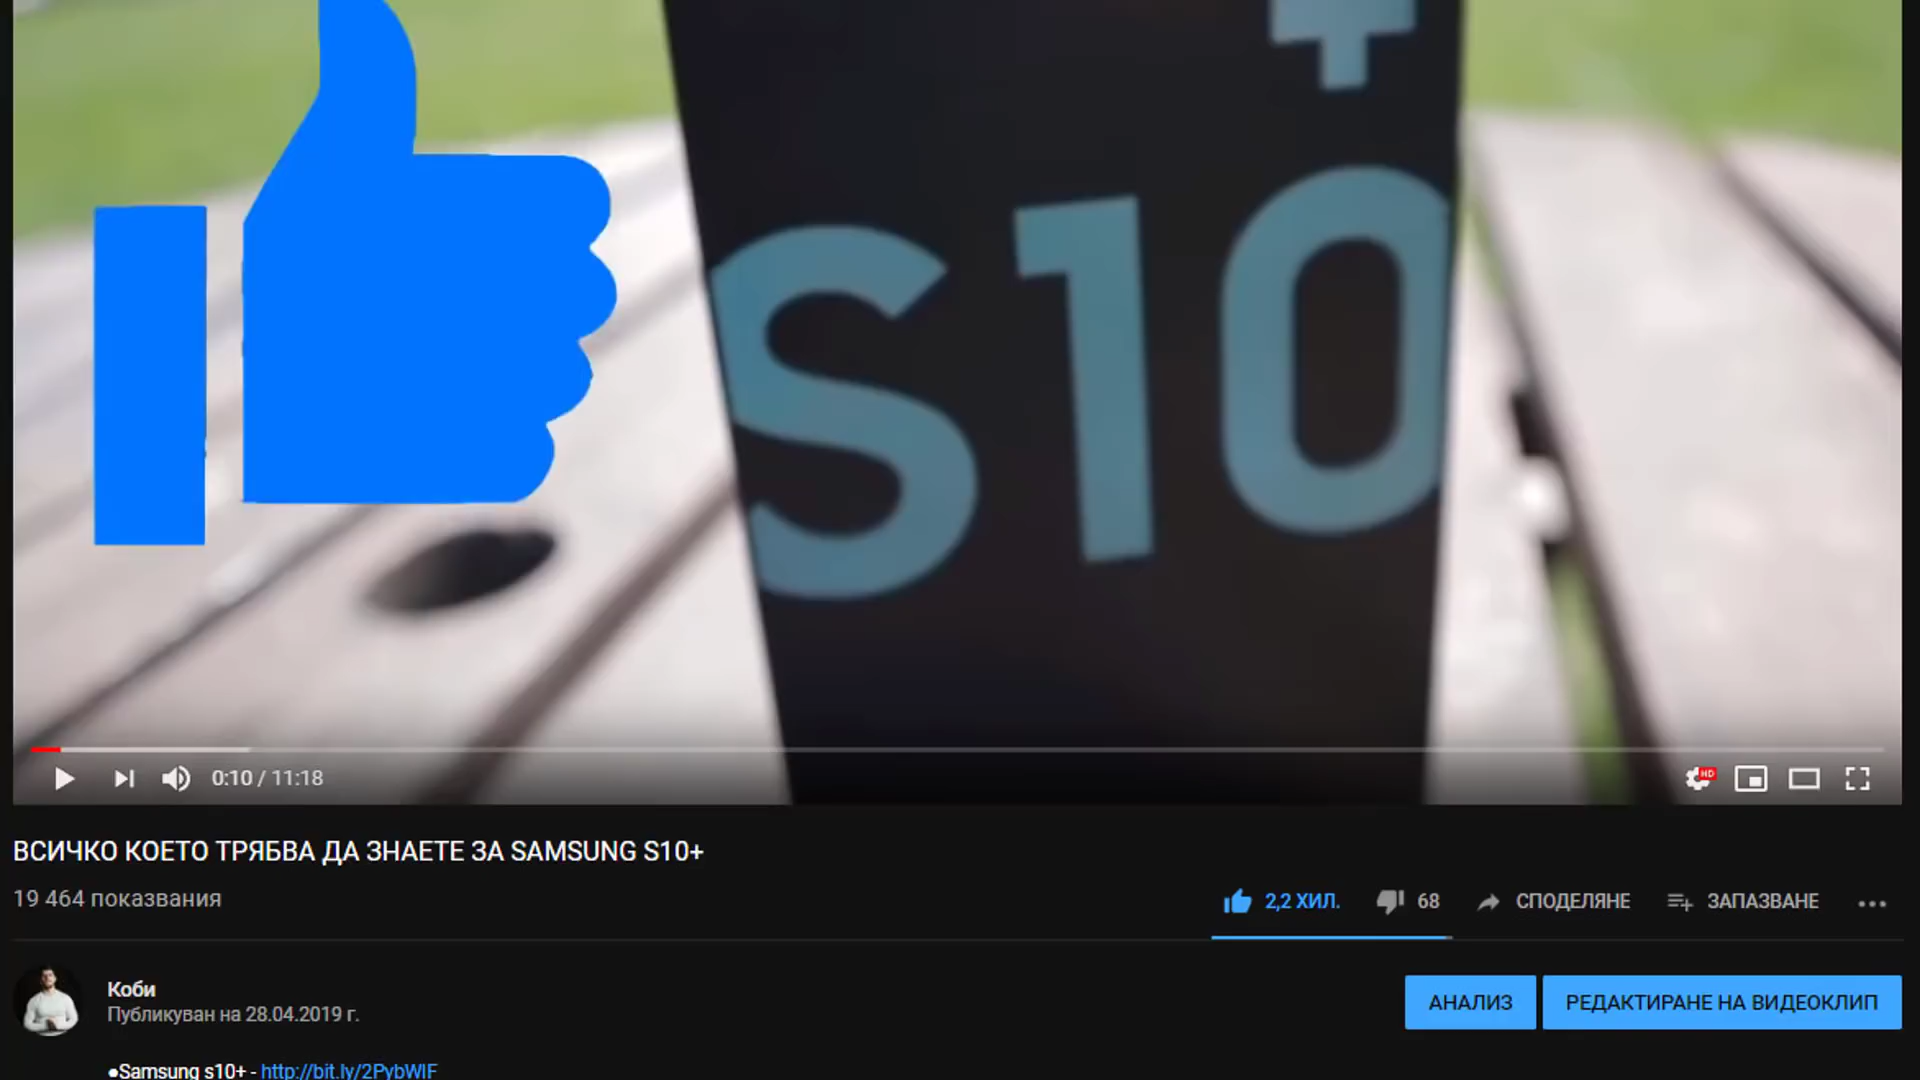 +
S10
HD
0:10 / 11:18
ВСИЧКО КОЕТО ТРЯБВА ДА ЗНАЕТЕ ЗА SAMSUNG S10+
19 464 показвания
2,2 ХИЛ.
68
СПОДЕЛЯНЕ
ЗАПАЗВАНЕ
Коби
Публикуван на 28.04.2019 г.
АНАЛИЗ
РЕДАКТИРАНЕ НА ВИДЕОКЛИП
●Samsung s10+ - http://bit.ly/2PybWIF